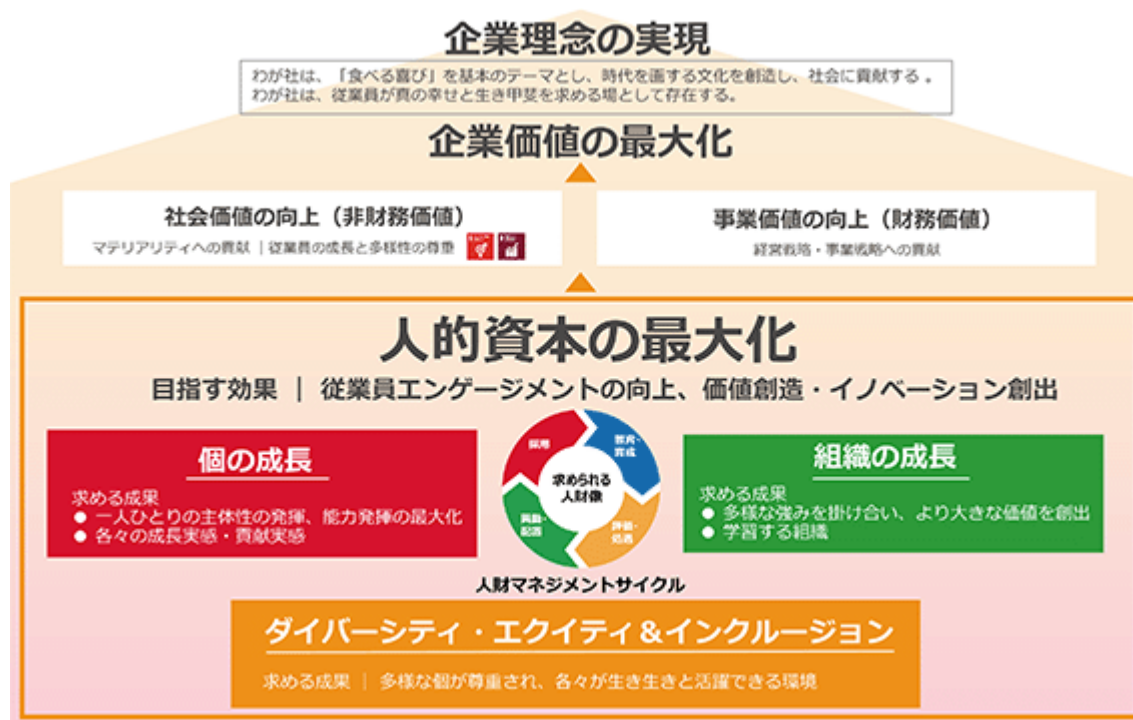 企業理念の実現
わが社は、「食べる喜び」を基本のテーマとし、時代を画する文化を創造し、社会に貢献する 。
わが社は、従業員が真の幸せと生き甲斐を求める場として存在する。
企業価値の最大化
社会価値の向上（非財務価値）
マテリアリティへの貢献｜従業員の成長と多様性の尊重
事業価値の向上（財務価値）
経営戦略・事業戦略への貢献
人的資本の最大化
目指す効果 ｜ 従業員エンゲージメントの向上、価値創造・イノベーション創出
個の成長
求める成果
● 一人ひとりの主体性の発揮、能力発揮の最大化
● 各々の成長実感・貢献実感
採用
教育・
育成
求められる
人財像
異動・
配置
評価・
処遇
人財マネジメントサイクル
組織の成長
求める成果
● 多様な強みを掛け合い、より大きな価値を創出
● 学習する組織
ダイバーシティ・エクイティ＆インクルージョン
求める成果 ｜ 多様な個が尊重され、各々が生き生きと活躍できる環境